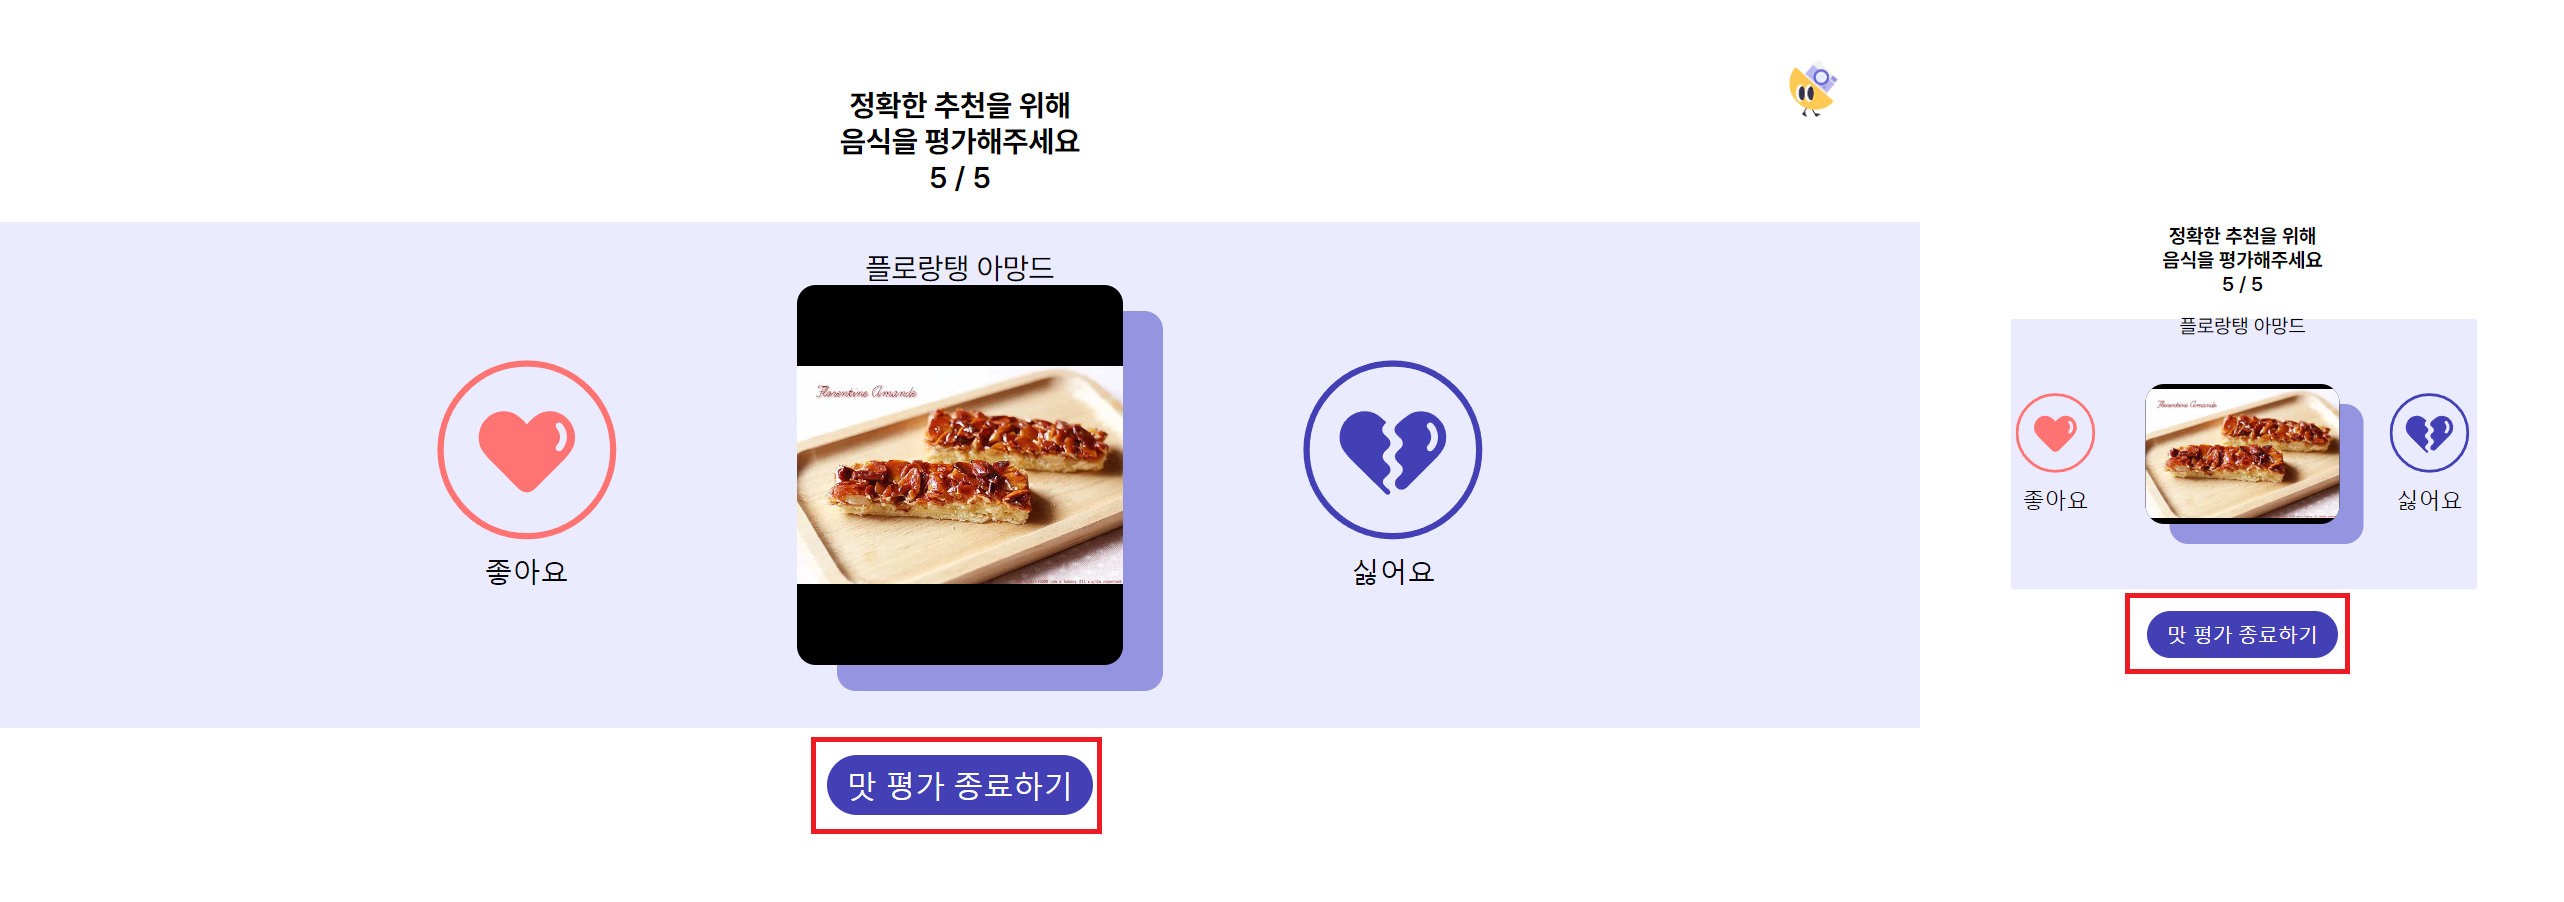 정확한 추천을 위해
음식을 평가해주세요
5 / 5
플로랑탱 아망드
Florentine Amande
좋아요
싫어요
맛 평가 종료하기
정확한 추천을 위해
음식을 평가해주세요
5 / 5
플로랑탱 아망드
Florentine Amande
좋아요
싫어요
맛 평가 종료하기